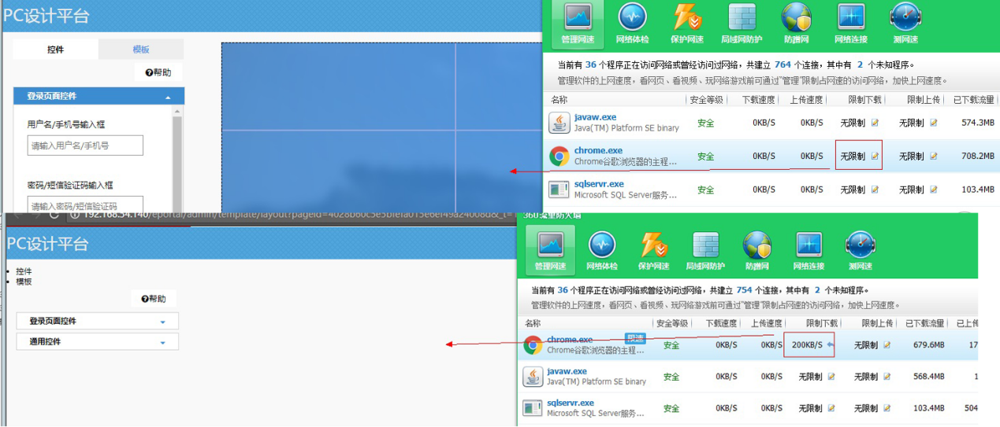 PC设计平台
控件 模板
帮助
登录页面控件
用户名/手机号输入框
请输入用户名/手机号
密码/短信验证码输入框
请输入密码/短信验证码
管理网速 网络体检 保护网速 局域网防护 防蹭网 网络连接 测网速
当前有 36 个程序正在访问网络或曾经访问过网络，共建立 764 个连接，其中有 2 个未知程序。
管理软件的上网速度，看网页、看视频、玩网络游戏前可通过"管理"限制占网速的访问网络，加快上网速度。
名称 安全等级 下载速度 上传速度 限制下载 限制上传 已下载流量
javaw.exe
Java(TM) Platform SE binary 安全 0KB/S 0KB/S 无限制 无限制 574.3MB
chrome.exe
Chrome谷歌浏览器的主程... 安全 0KB/S 0KB/S 无限制 无限制 708.2MB
sqlservr.exe
Microsoft SQL Server服务... 安全 0KB/S 0KB/S 无限制 无限制 103.4MB
PC设计平台
控件
模板
帮助
登录页面控件
通用控件
360流量防火墙
管理网速 网络体检 保护网速 局域网防护 防蹭网 网络连接 测网速
当前有 36 个程序正在访问网络或曾经访问过网络，共建立 754 个连接，其中有 2 个未知程序。
管理软件的上网速度，看网页、看视频、玩网络游戏前可通过"管理"限制占网速的访问网络，加快上网速度。
名称 安全等级 下载速度 上传速度 限制下载 限制上传 已下载流量 已上传
chrome.exe 限速
Chrome谷歌浏览器的主程... 安全 0KB/S 0KB/S 200KB/S 无限制 679.6MB 17
javaw.exe
Java(TM) Platform SE binary 安全 0KB/S 0KB/S 无限制 无限制 568.4MB 1
sqlservr.exe
Microsoft SQL Server服务... 安全 0KB/S 0KB/S 无限制 无限制 103.4MB 504